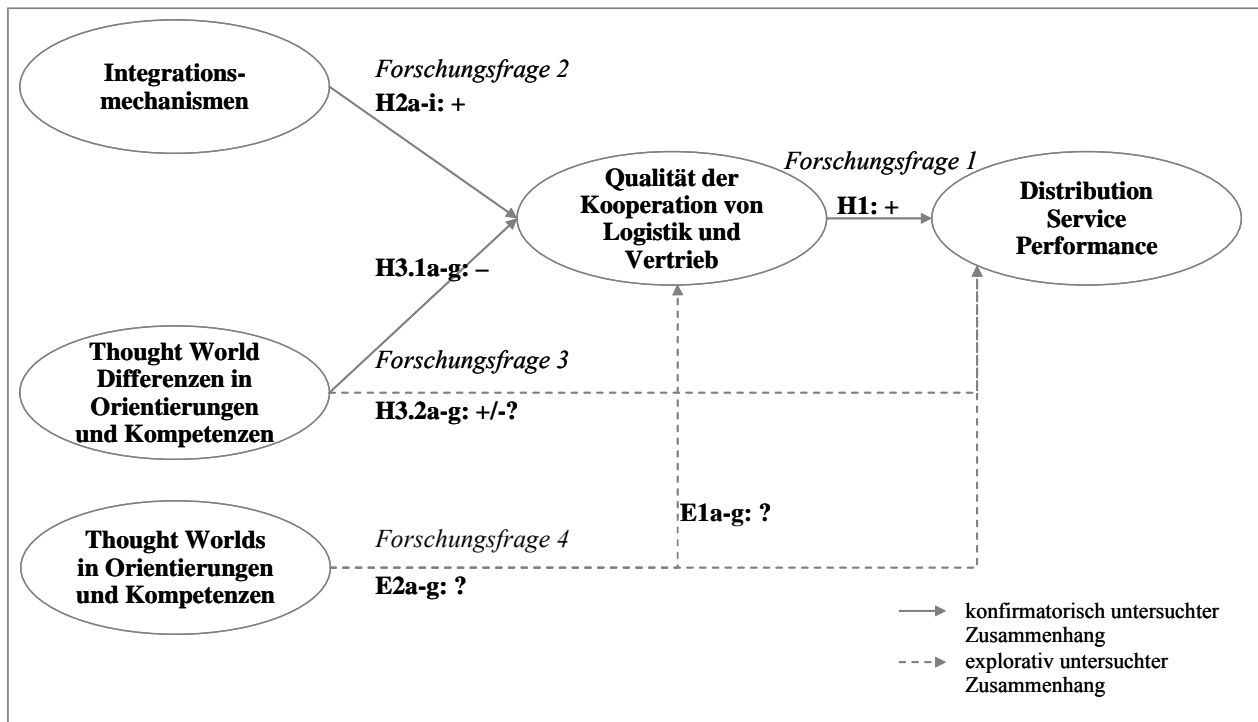 Integrations-
mechanismen
Forschungsfrage 2
H2a-i: +
Forschungsfrage 1
Qualität der
Kooperation von
Logistik und
Vertrieb
H1: +
Distribution
Service
Performance
H3.1a-g: –
Thought World
Differenzen in
Orientierungen
und Kompetenzen
Forschungsfrage 3
H3.2a-g: +/-?
E1a-g: ?
Thought Worlds
in Orientierungen
und Kompetenzen
Forschungsfrage 4
E2a-g: ?
konfirmatorisch untersuchter
Zusammenhang
explorativ untersuchter
Zusammenhang